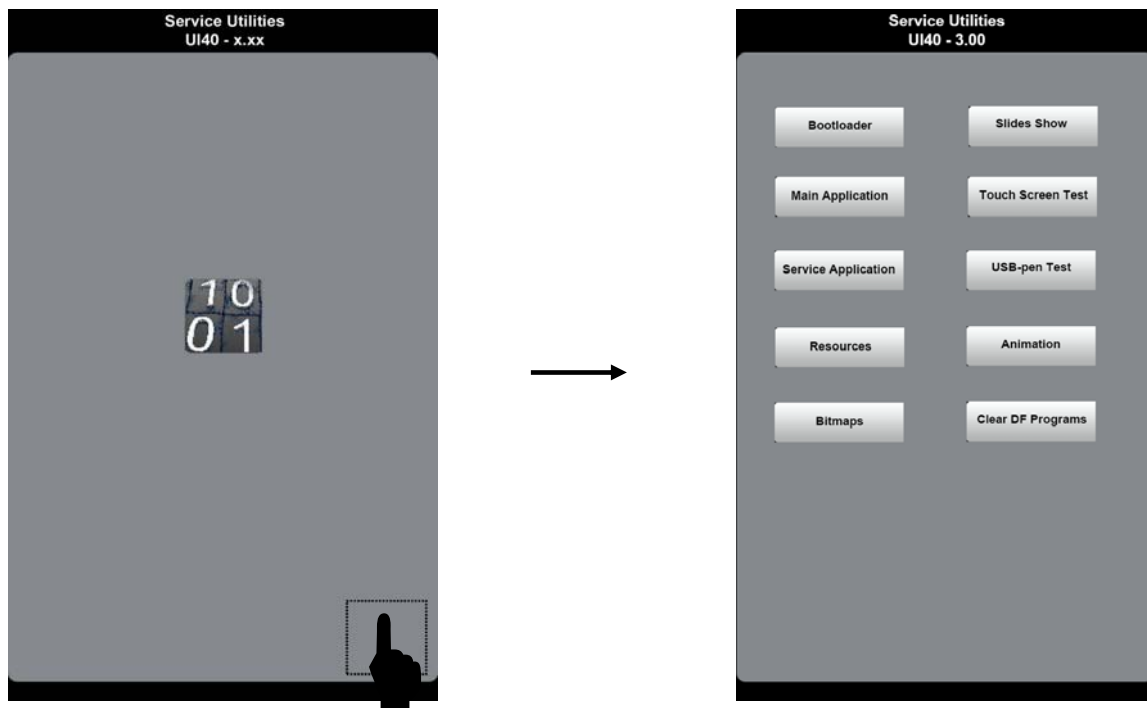 Service Utilities
UI40 - x.xx
10
01
Service Utilities
UI40 - 3.00
Bootloader
Slides Show
Main Application
Touch Screen Test
Service Application
USB-pen Test
Resources
Animation
Bitmaps
Clear DF Programs